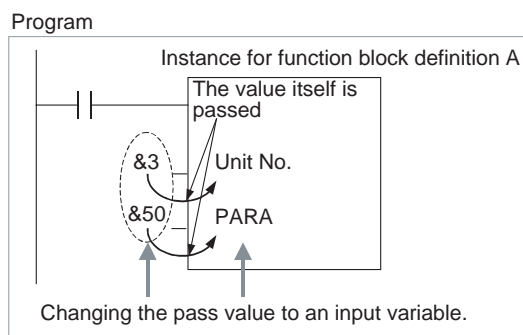 Program
Instance for function block definition A
The value itself is
passed
&3 Unit No.
&50 PARA
Changing the pass value to an input variable.